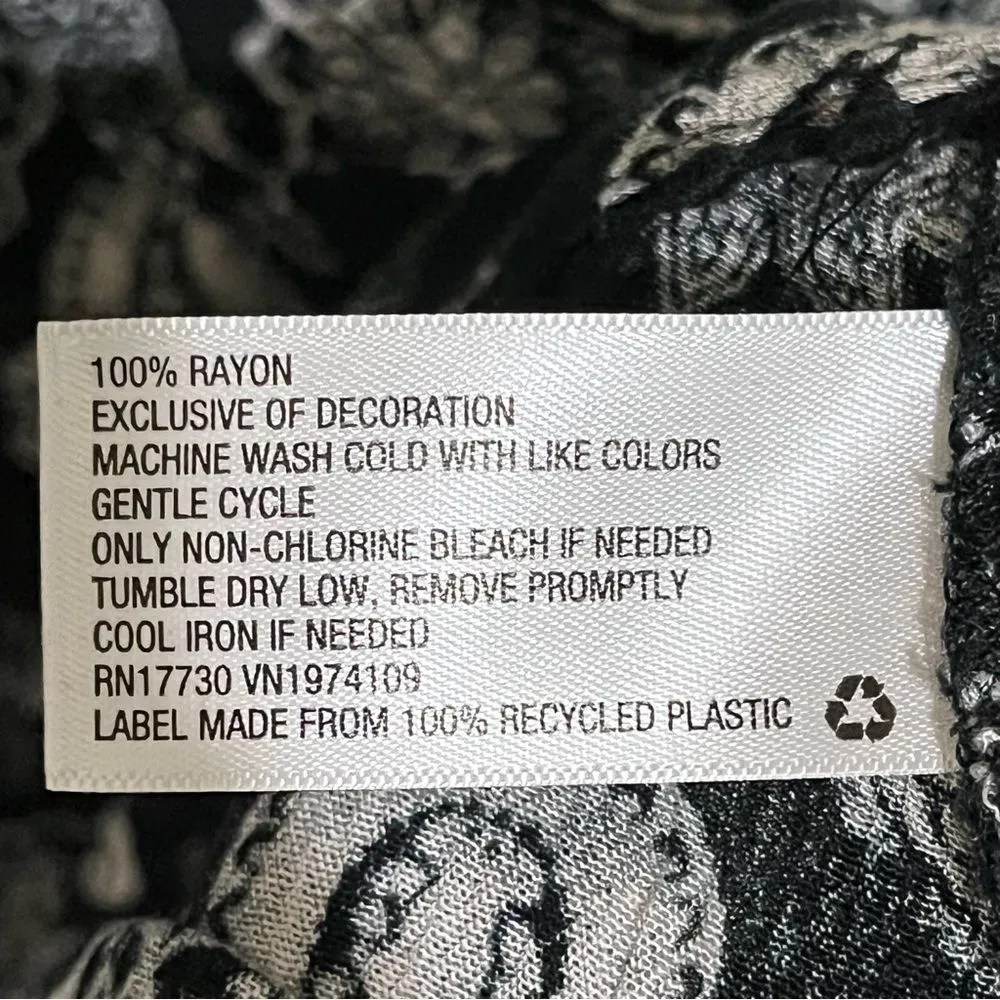 100% RAYON
EXCLUSIVE OF DECORATION
MACHINE WASH COLD WITH LIKE COLORS
GENTLE CYCLE
ONLY NON-CHLORINE BLEACH IF NEEDED
TUMBLE DRY LOW, REMOVE PROMPTLY
COOL IRON IF NEEDED
RN17730 VN1974109
LABEL MADE FROM 100% RECYCLED PLASTIC